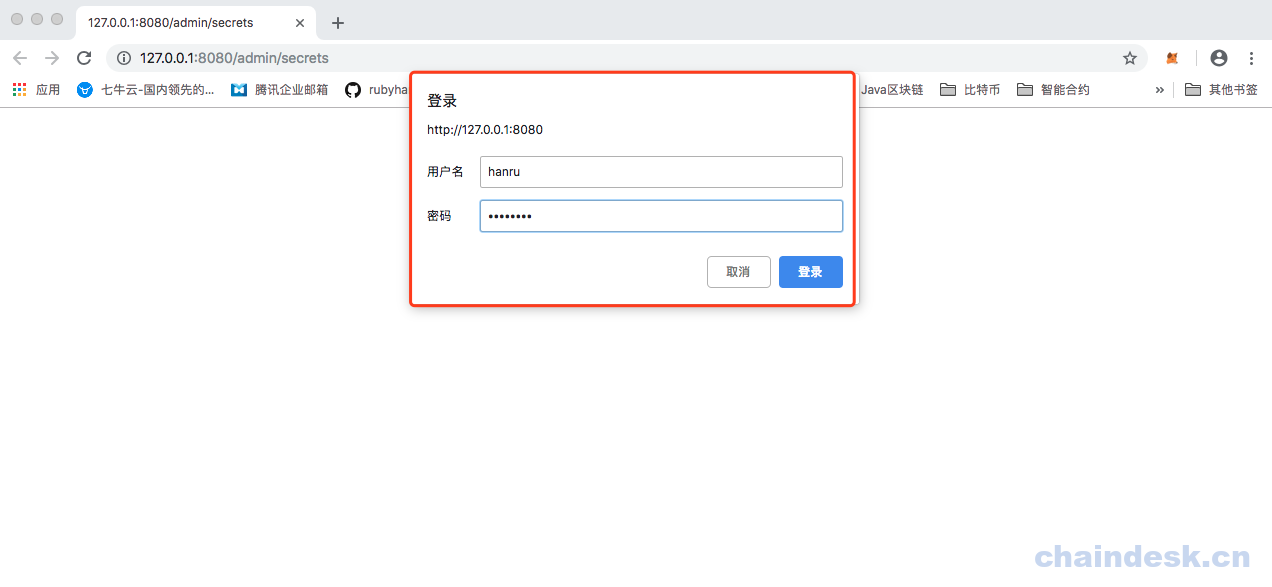 127.0.0.1:8080/admin/secrets
127.0.0.1:8080/admin/secrets
应用 七牛云-国内领先的... 腾讯企业邮箱 Java区块链 比特币 智能合约 » 其他书签
登录
http://127.0.0.1:8080
用户名 hanru
密码 ••••••••
取消 登录
chaindesk.cn